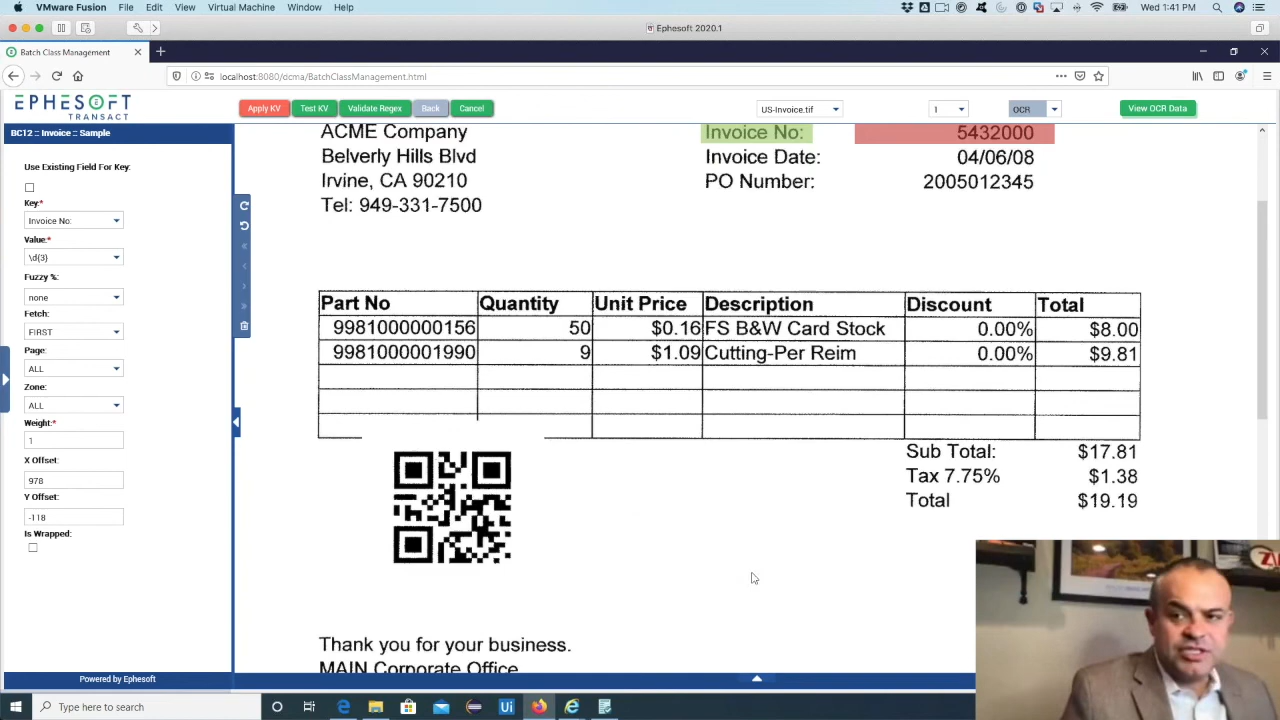 VMware Fusion File Edit View Virtual Machine Window Help Wed 1:41 PM
Ephesoft 2020.1
Batch Class Management
localhost:8080/dcma/BatchClassManagement.html
EPHESOFT
TRANSACT
Apply KV Test KV Validate Regex Back Cancel US-Invoice.tif 1 OCR View OCR Data
BC12 :: Invoice :: Sample
Use Existing Field For Key:
Key:*
Invoice No:
Value:*
\d{3}
Fuzzy %:
none
Fetch:
FIRST
Page:
ALL
Zone:
ALL
Weight:*
1
X Offset:
978
Y Offset:
-118
Is Wrapped:
Powered by Ephesoft
ACME Company
Belverly Hills Blvd
Irvine, CA 90210
Tel: 949-331-7500
Invoice No: 5432000
Invoice Date: 04/06/08
PO Number: 2005012345
Part No Quantity Unit Price Description Discount Total
9981000000156 50 $0.16 FS B&W Card Stock 0.00% $8.00
9981000001990 9 $1.09 Cutting-Per Reim 0.00% $9.81
Sub Total: $17.81
Tax 7.75% $1.38
Total $19.19
Thank you for your business.
MAIN Corporate Office
Type here to search
Ui